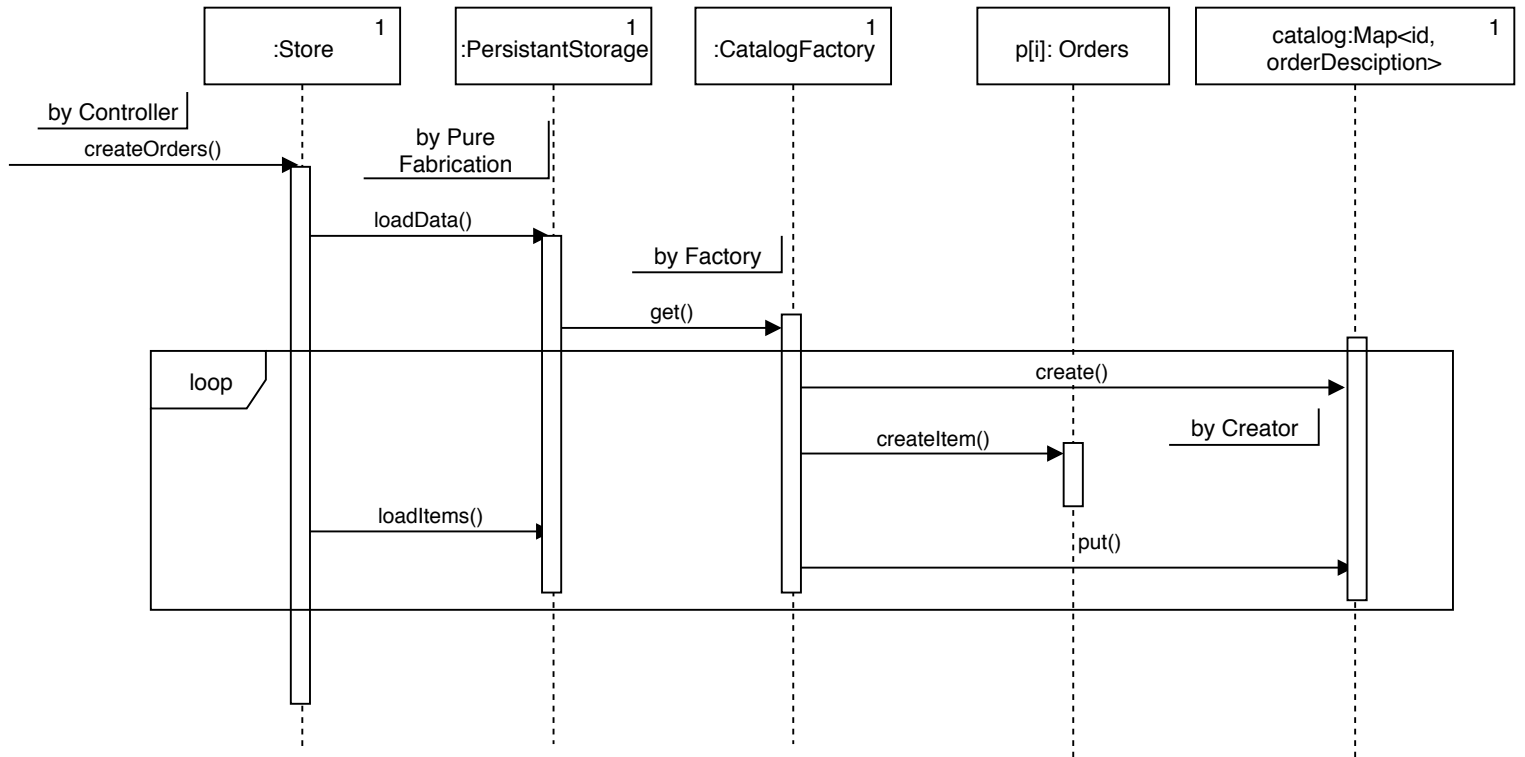 1
:Store
1
:PersistantStorage
1
:CatalogFactory
p[i]: Orders
1
catalog:Map<id,
orderDesciption>
by Controller
createOrders()
by Pure
Fabrication
loadData()
by Factory
get()
loop
create()
by Creator
createItem()
loadItems()
put()